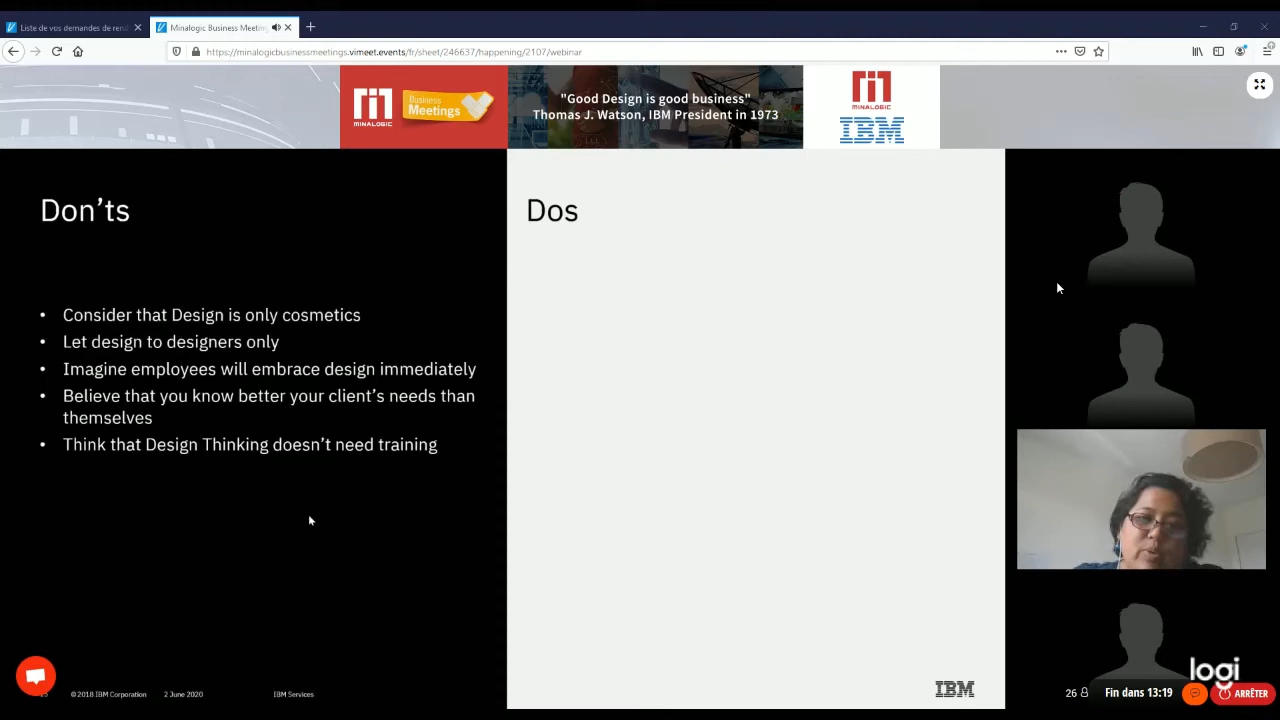 Liste de vos demandes de rend
Minalogic Business Meeting
https://minalogicbusinessmeetings.vimeet.events/fr/sheet/246637/happening/2107/webinar
MINALOGIC
Business
Meetings
"Good Design is good business"
Thomas J. Watson, IBM President in 1973
MINALOGIC
IBM
Don’ts
• Consider that Design is only cosmetics
• Let design to designers only
• Imagine employees will embrace design immediately
• Believe that you know better your client’s needs than
themselves
• Think that Design Thinking doesn’t need training
Dos
© 2018 IBM Corporation
2 June 2020
IBM Services
IBM
logi
26
Fin dans 13:19
ARRÊTER